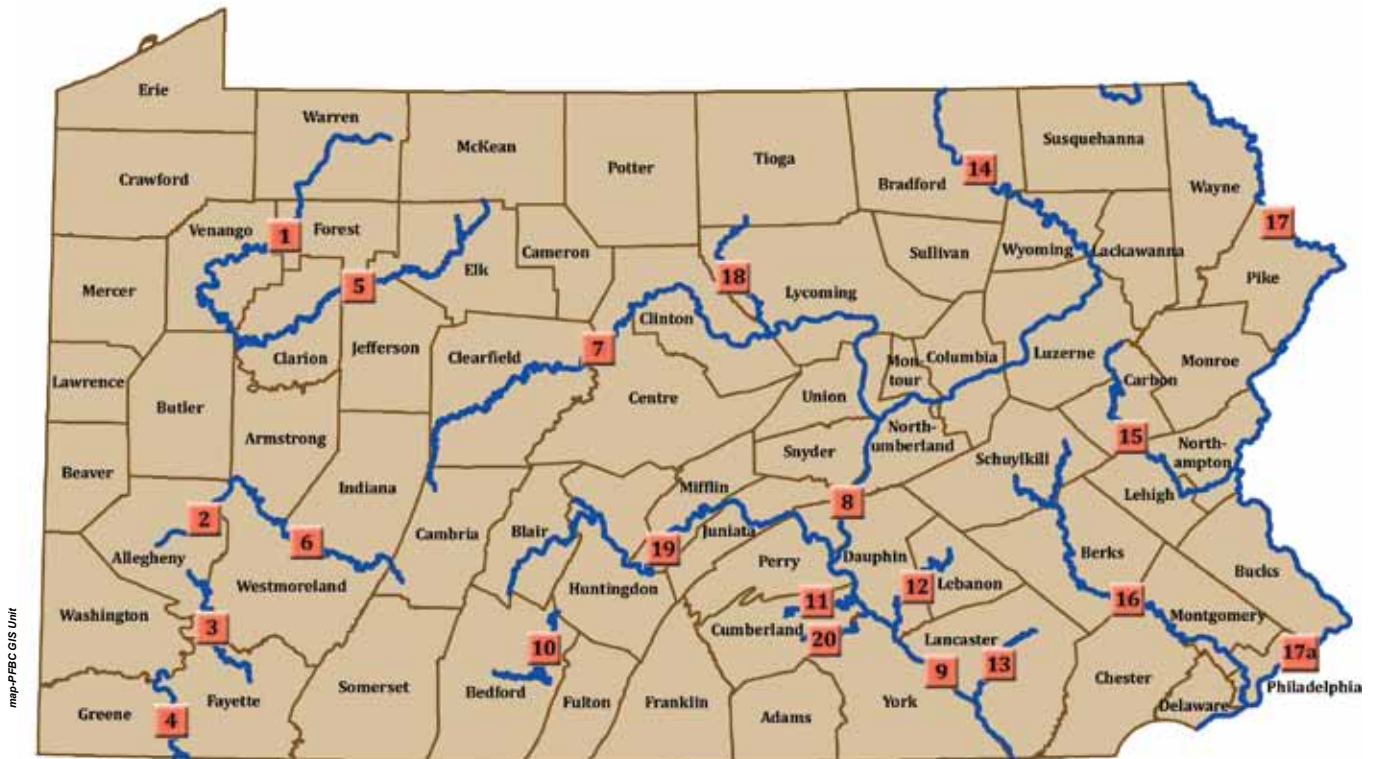 Erie
Warren
McKean
Potter
Tioga
Bradford
Susquehanna
Wayne
Crawford
14
17
Venango
1
Forest
Elk
Cameron
Sullivan
Wyoming
Lackawanna
Pike
Mercer
5
18
Lycoming
Clinton
Lawrence
Clarion
Jefferson
Clearfield
7
Mon-
tour
Columbia
Luzerne
Monroe
Carbon
Butler
Centre
Union
Armstrong
North-
umberland
15
North-
ampton
Beaver
Snyder
Schuylkill
Lehigh
Indiana
Mifflin
8
2
Allegheny
6
Cambria
Blair
19
Juniata
Perry
Dauphin
Berks
Bucks
Westmoreland
Huntingdon
12
Lebanon
Washington
3
11
Cumberland
20
16
Montgomery
10
Lancaster
13
9
17a
Philadelphia
Greene
4
Fayette
Somerset
Bedford
Fulton
Franklin
Adams
York
Chester
Delaware
map-PFBC GIS Unit